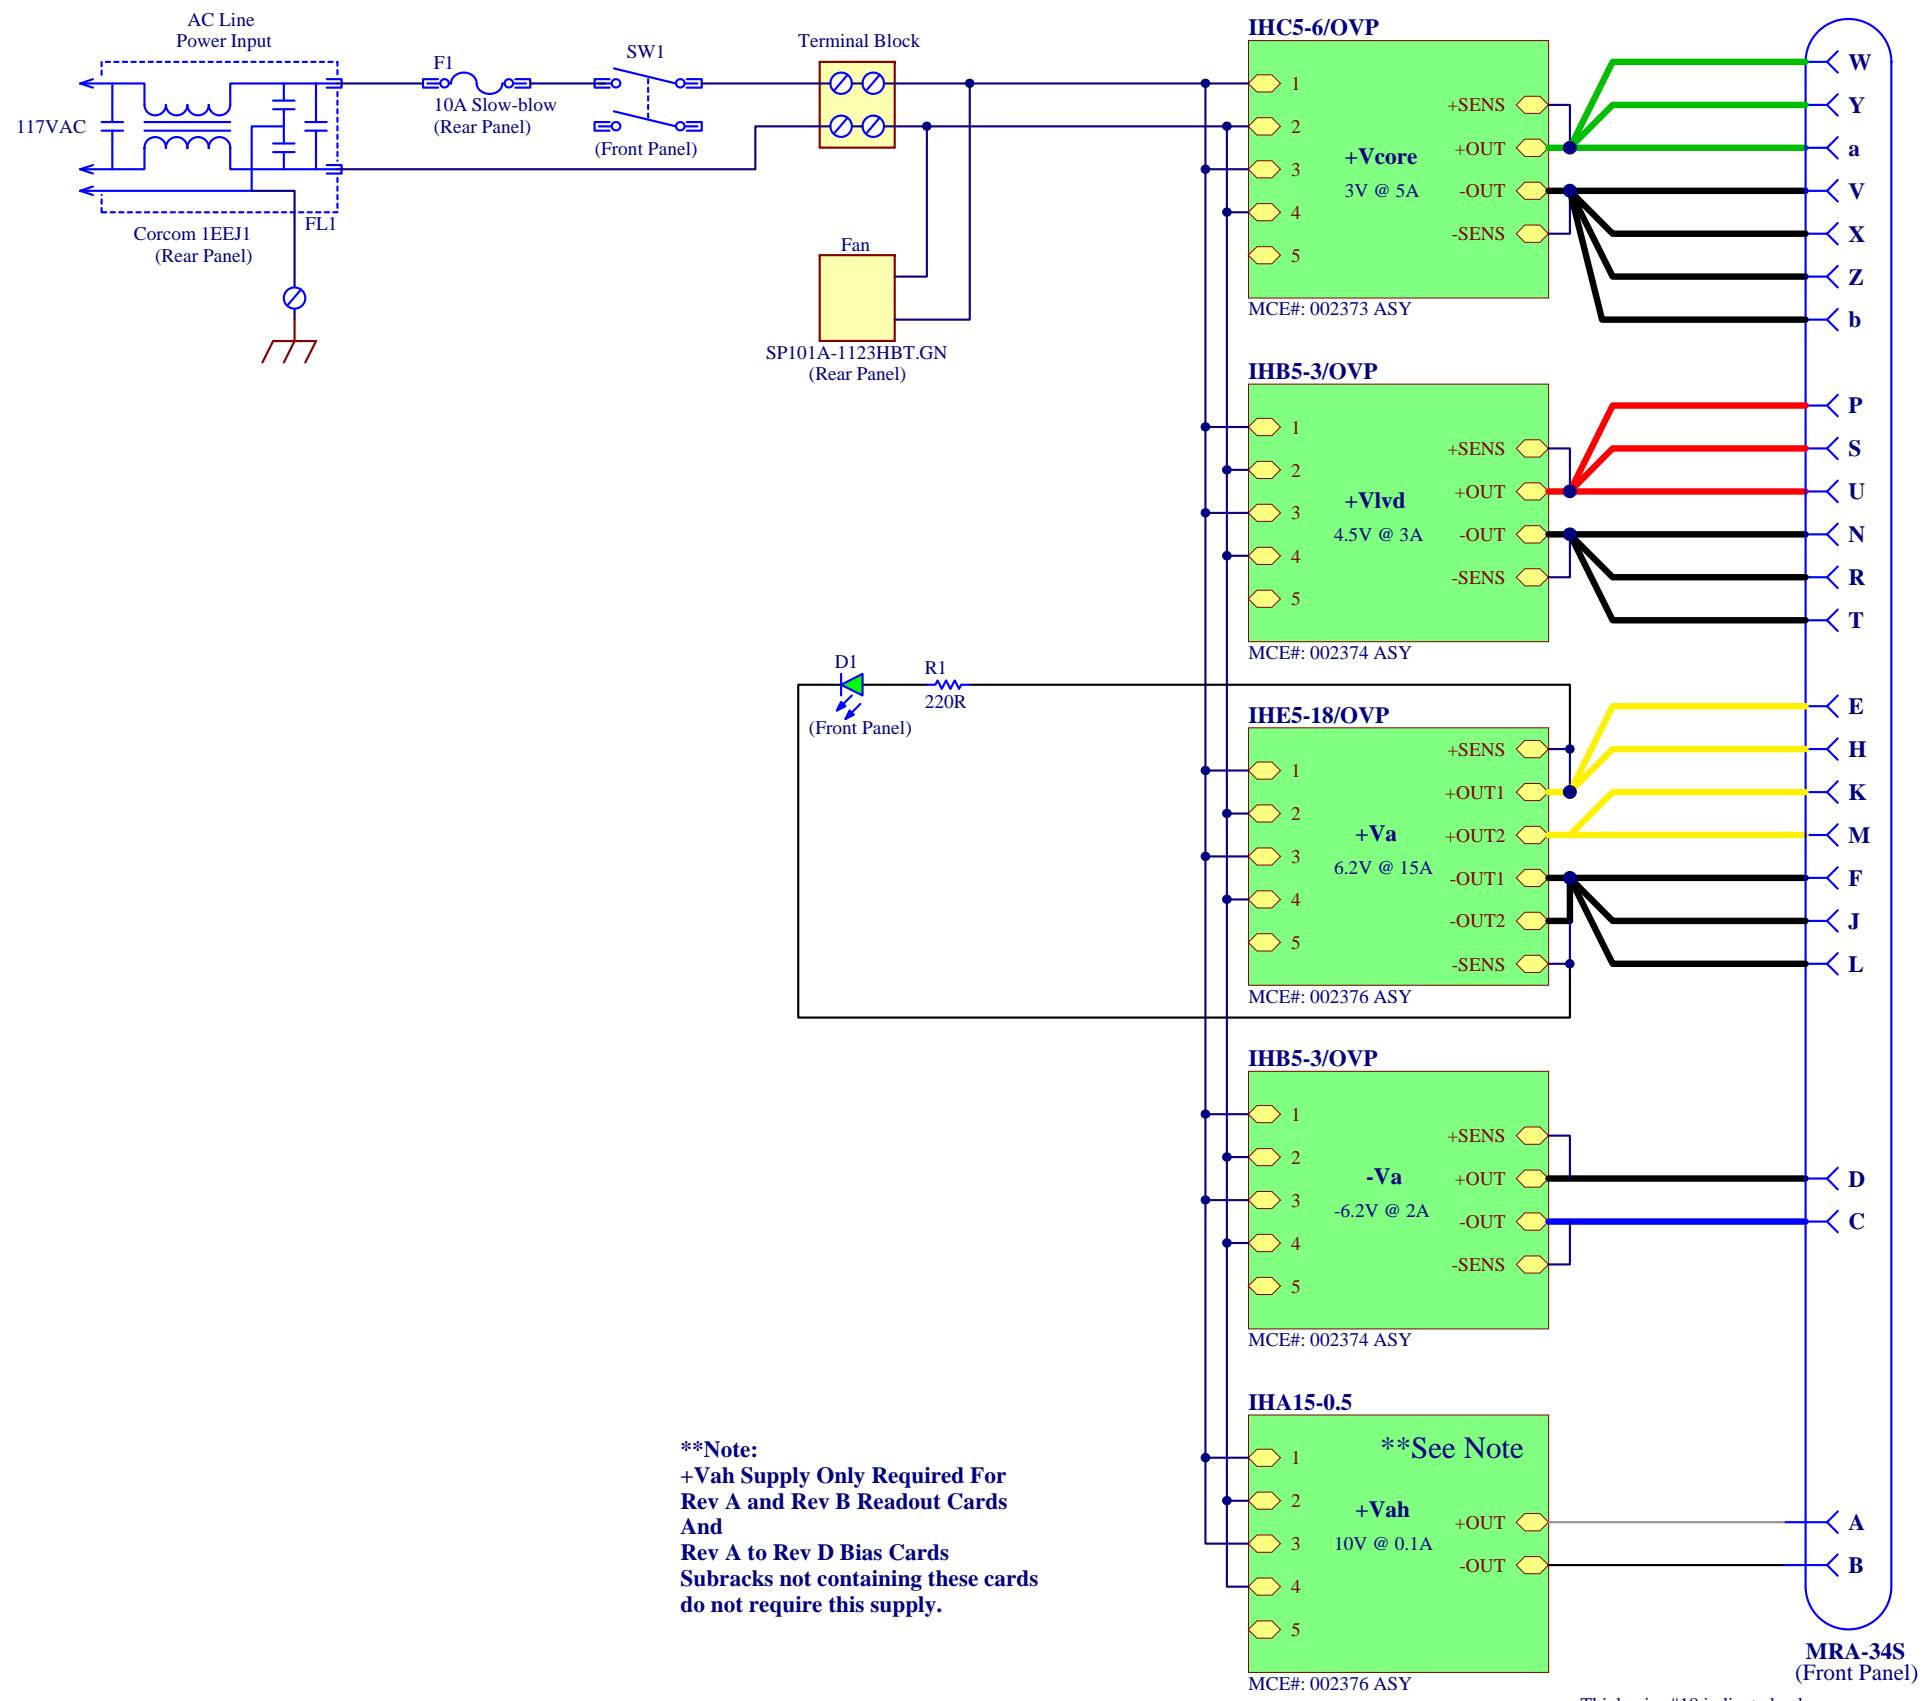 AC Line
Power Input
117VAC
FL1
Corcom 1EEJ1
(Rear Panel)
F1
10A Slow-blow
(Rear Panel)
SW1
(Front Panel)
Terminal Block
Fan
SP101A-1123HBT.GN
(Rear Panel)
IHC5-6/OVP
1
2
3
4
5
+Vcore
3V @ 5A
+SENS
+OUT
-OUT
-SENS
MCE#: 002373 ASY
W
Y
a
V
X
Z
b
IHB5-3/OVP
1
2
3
4
5
+Vlvd
4.5V @ 3A
+SENS
+OUT
-OUT
-SENS
MCE#: 002374 ASY
P
S
U
N
R
T
D1
(Front Panel)
R1
220R
IHE5-18/OVP
1
2
3
4
5
+Va
6.2V @ 15A
+SENS
+OUT1
+OUT2
-OUT1
-OUT2
-SENS
MCE#: 002376 ASY
E
H
K
M
F
J
L
IHB5-3/OVP
1
2
3
4
5
-Va
-6.2V @ 2A
+SENS
+OUT
-OUT
-SENS
MCE#: 002374 ASY
D
C
IHA15-0.5
**See Note
1
2
3
4
5
+Vah
10V @ 0.1A
+OUT
-OUT
MCE#: 002376 ASY
A
B
**Note:
+Vah Supply Only Required For
Rev A and Rev B Readout Cards
And
Rev A to Rev D Bias Cards
Subracks not containing these cards
do not require this supply.
MRA-34S
(Front Panel)